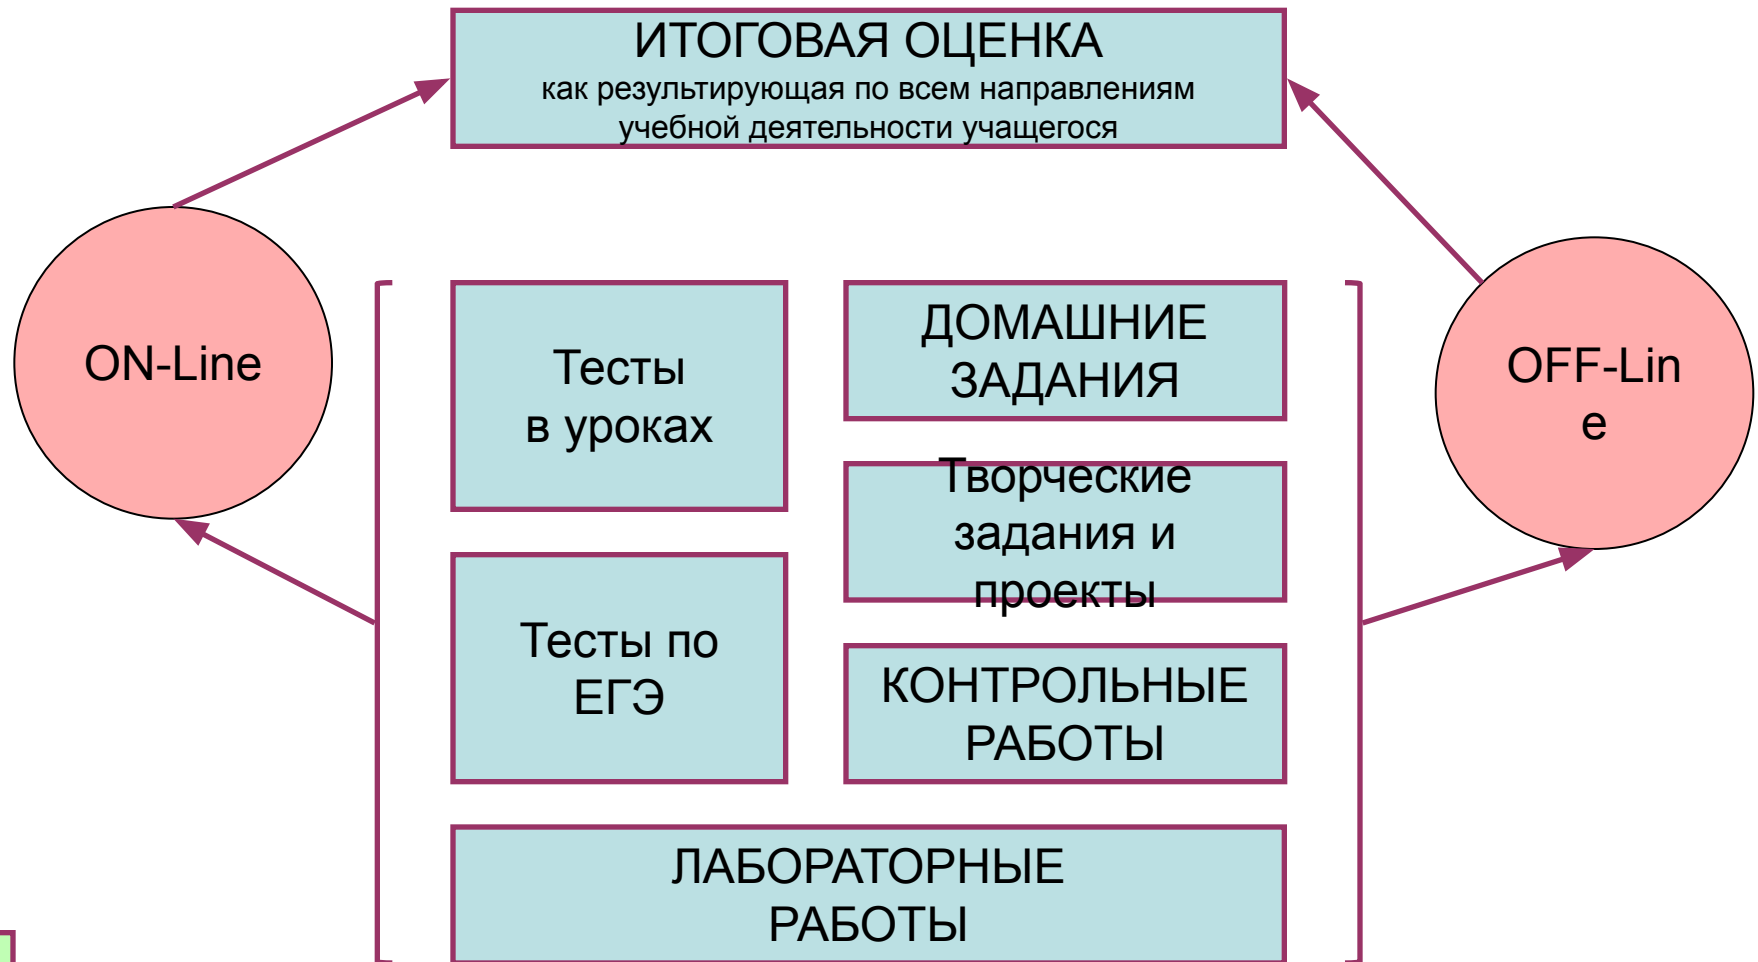 ИТОГОВАЯ ОЦЕНКА
как результирующая по всем направлениям
учебной деятельности учащегося
ON-Line
Тесты
в уроках
Тесты по
ЕГЭ
ДОМАШНИЕ
ЗАДАНИЯ
Творческие
задания и
проекты
КОНТРОЛЬНЫЕ
РАБОТЫ
ЛАБОРАТОРНЫЕ
РАБОТЫ
OFF-Lin
e